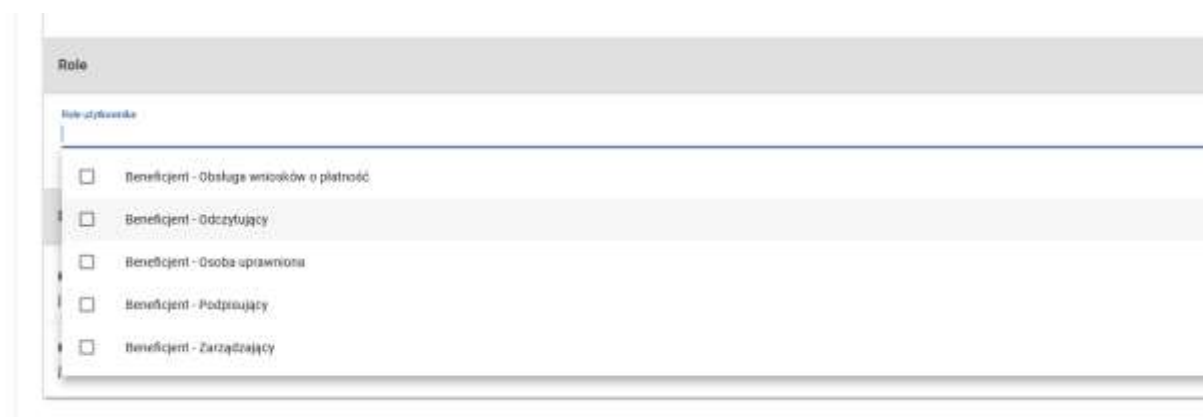 Role
Role użytkownika
Beneficjent - Obsługa wniosków o płatność
Beneficjent - Odczytujący
Beneficjent - Osoba uprawniona
Beneficjent - Podpisujący
Beneficjent - Zarządzający